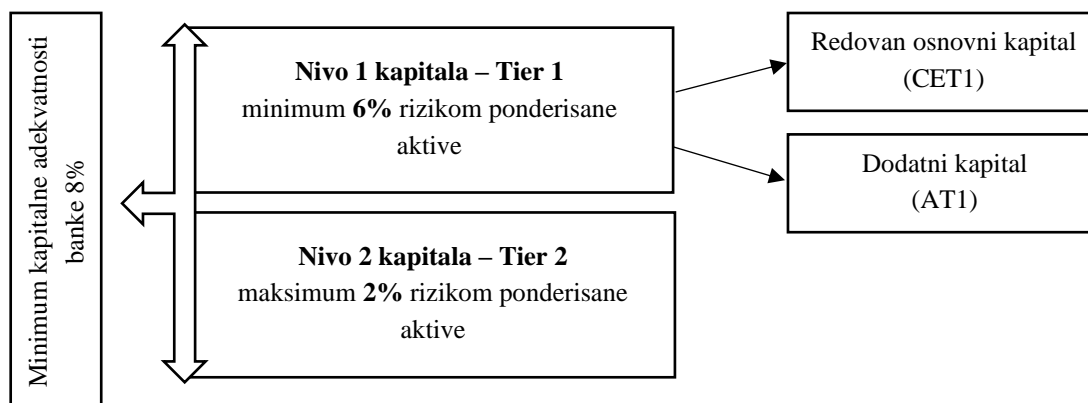 Minimum kapitalne adekvatnosti
banke 8%
Nivo 1 kapitala – Tier 1
minimum 6% rizikom ponderisane
aktive
Redovan osnovni kapital
(CET1)
Dodatni kapital
(AT1)
Nivo 2 kapitala – Tier 2
maksimum 2% rizikom ponderisane
aktive